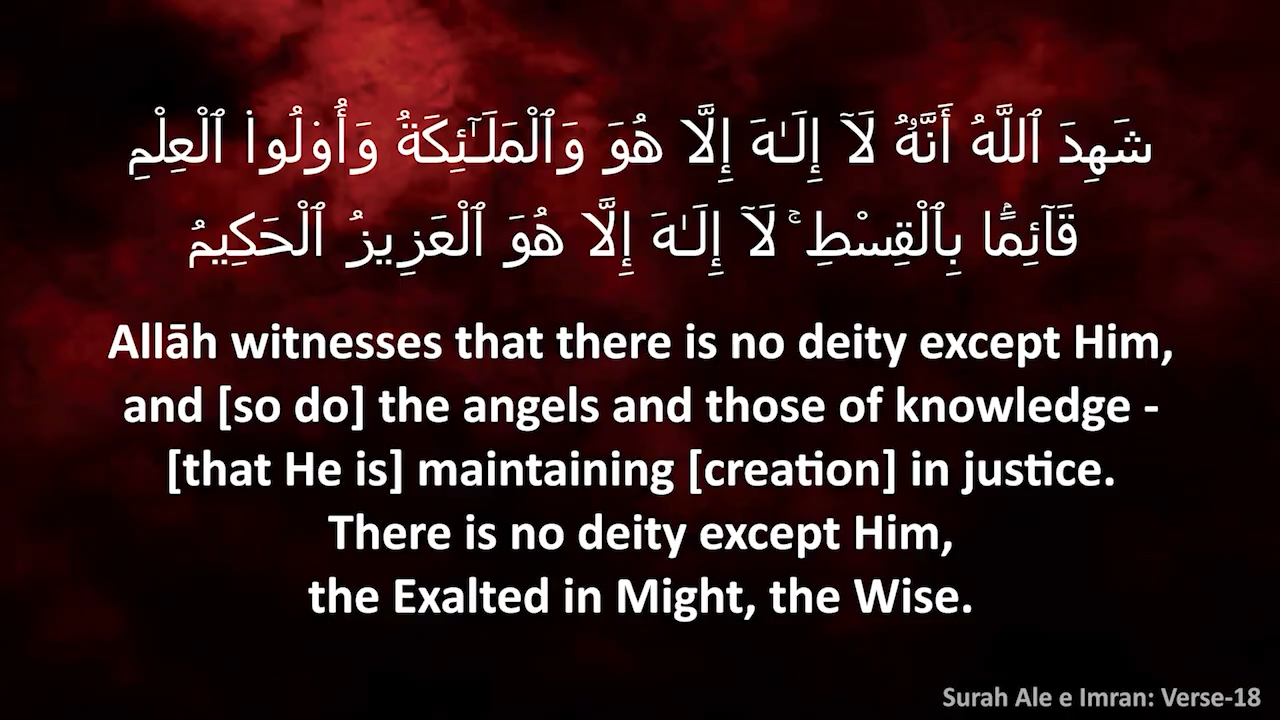 شَهِدَ ٱللَّهُ أَنَّهُۥ لَآ إِلَـٰهَ إِلَّا هُوَ وَٱلْمَلَـٰٓئِكَةُ وَأُو۟لُوا۟ ٱلْعِلْمِ
قَآئِمًۢا بِٱلْقِسْطِ ۚ لَآ إِلَـٰهَ إِلَّا هُوَ ٱلْعَزِيزُ ٱلْحَكِيمُ
Allāh witnesses that there is no deity except Him,
and [so do] the angels and those of knowledge -
[that He is] maintaining [creation] in justice.
There is no deity except Him,
the Exalted in Might, the Wise.
Surah Ale e Imran: Verse-18